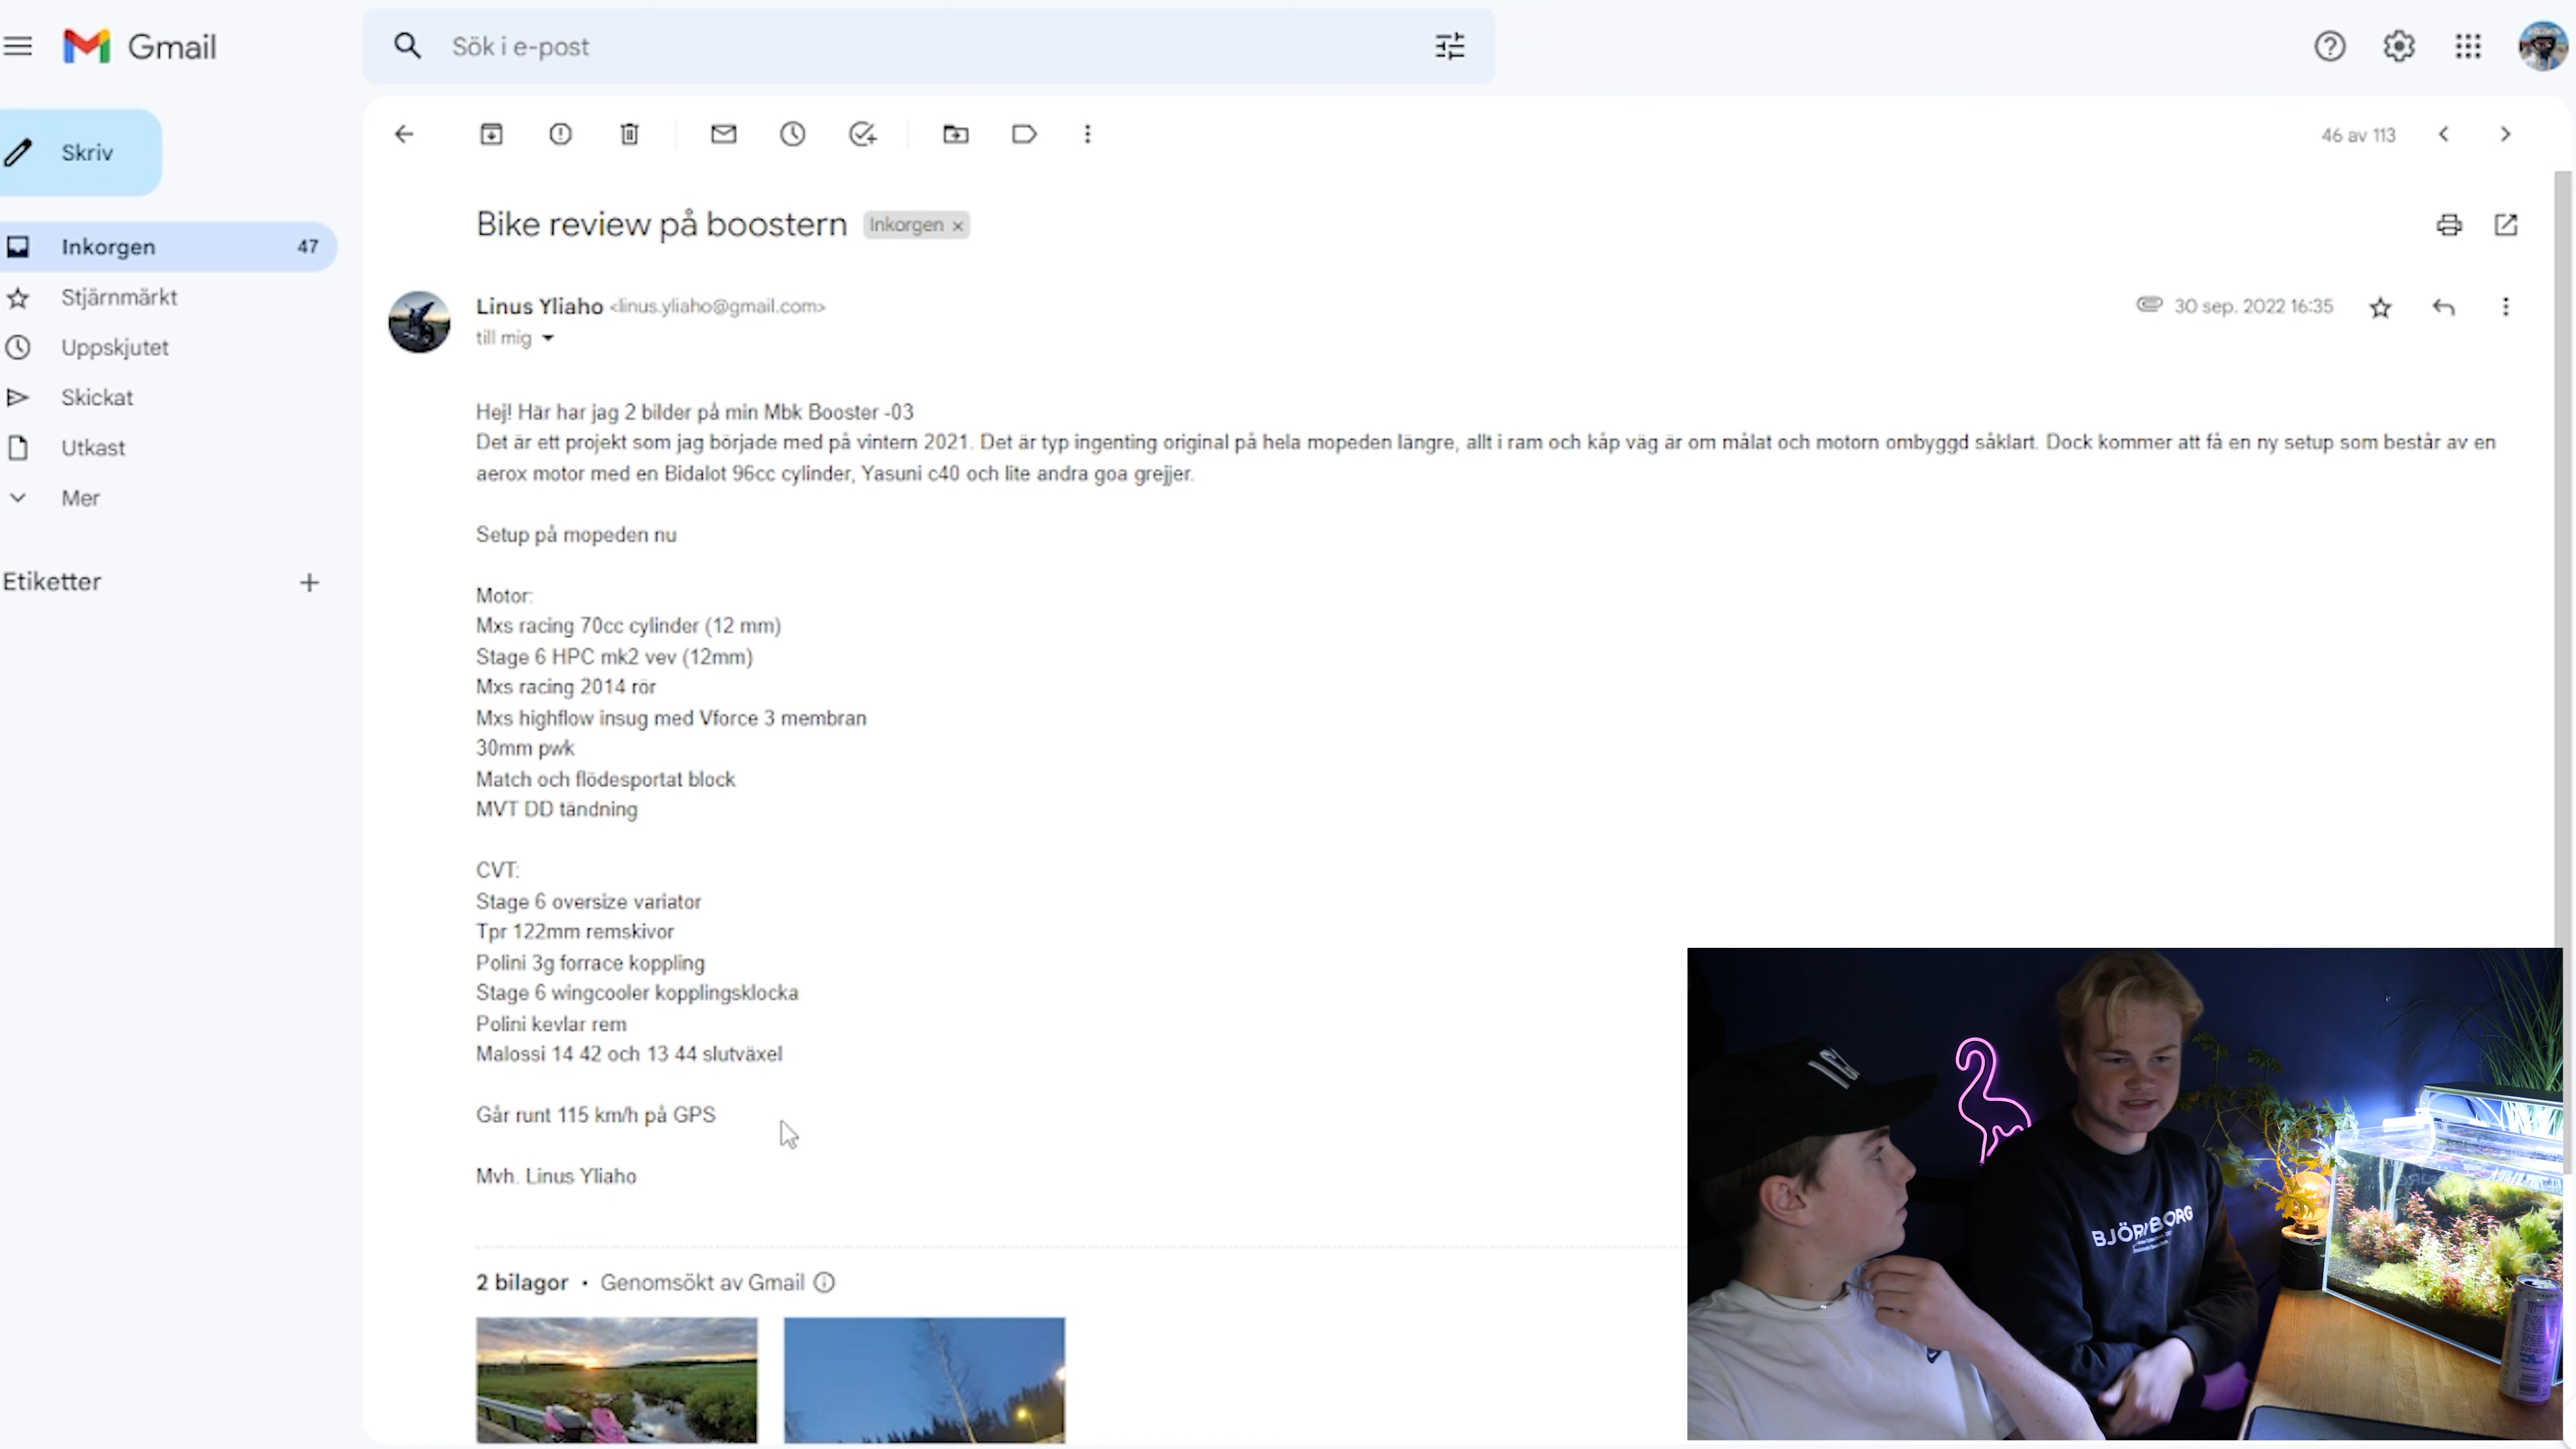 Gmail
Sök i e-post
Skriv
46 av 113
Inkorgen 47
Stjärnmärkt
Uppskjutet
Skickat
Utkast
Mer
Etiketter
Bike review på boostern Inkorgen x
Linus Yliaho <linus.yliaho@gmail.com>
30 sep. 2022 16:35
till mig
Hej! Här har jag 2 bilder på min Mbk Booster -03
Det är ett projekt som jag började med på vintern 2021. Det är typ ingenting original på hela mopeden längre, allt i ram och kåp väg är om målat och motorn ombyggd såklart. Dock kommer att få en ny setup som består av en
aerox motor med en Bidalot 96cc cylinder, Yasuni c40 och lite andra goa grejjer.
Setup på mopeden nu
Motor:
Mxs racing 70cc cylinder (12 mm)
Stage 6 HPC mk2 vev (12mm)
Mxs racing 2014 rör
Mxs highflow insug med Vforce 3 membran
30mm pwk
Match och flödesportat block
MVT DD tändning
CVT:
Stage 6 oversize variator
Tpr 122mm remskivor
Polini 3g forrace koppling
Stage 6 wingcooler kopplingsklocka
Polini kevlar rem
Malossi 14 42 och 13 44 slutväxel
Går runt 115 km/h på GPS
Mvh. Linus Yliaho
2 bilagor • Genomsökt av Gmail
BJÖRN BORG